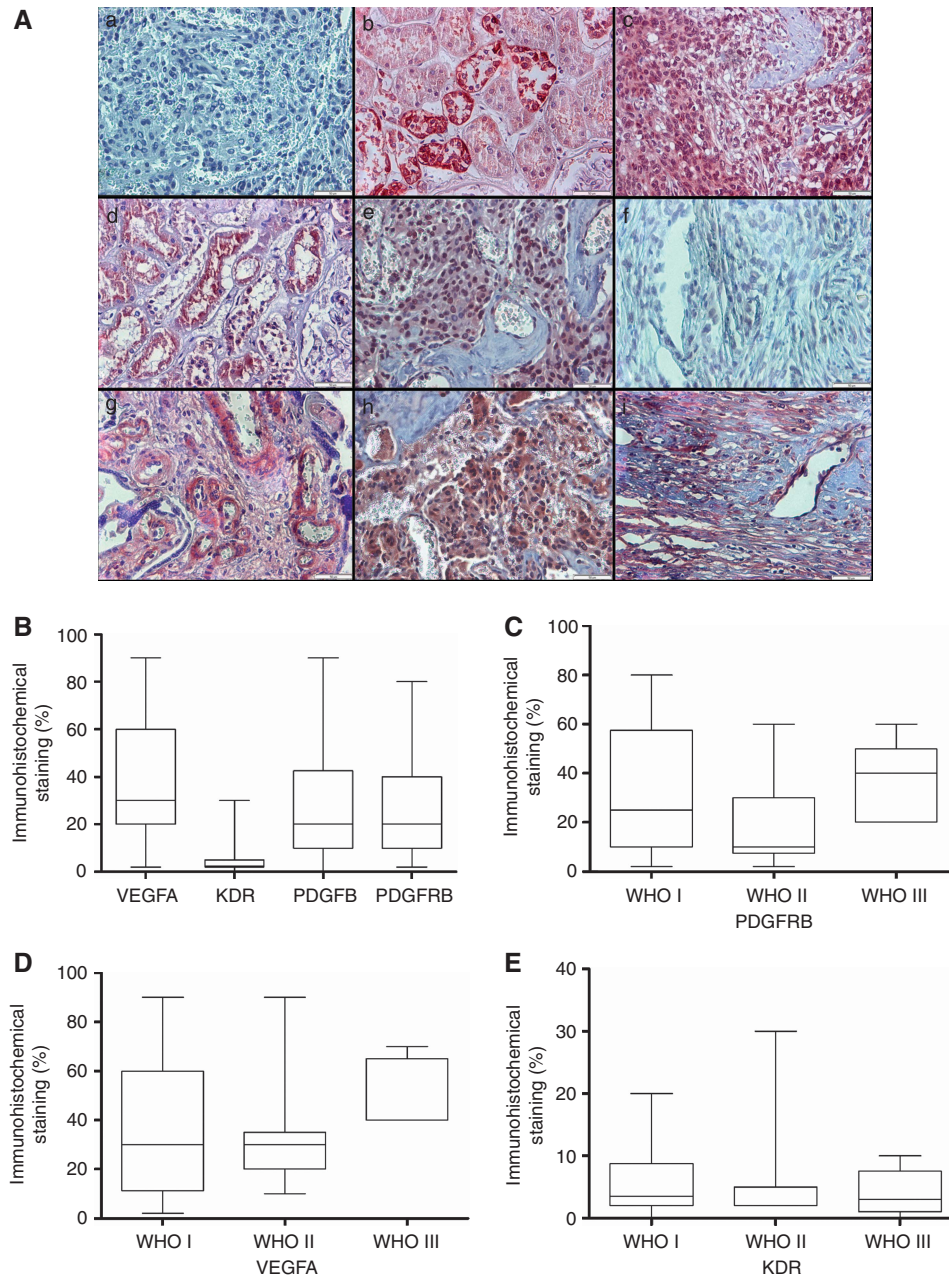 A
a
b
c
d
e
f
g
h
i
B
Immunohistochemical
staining (%)
100
80
60
40
20
0
VEGFA KDR PDGFB PDGFRB
C
Immunohistochemical
staining (%)
100
80
60
40
20
0
WHO I WHO II WHO III
PDGFRB
D
Immunohistochemical
staining (%)
100
80
60
40
20
0
WHO I WHO II WHO III
VEGFA
E
Immunohistochemical
staining (%)
40
30
20
10
0
WHO I WHO II WHO III
KDR